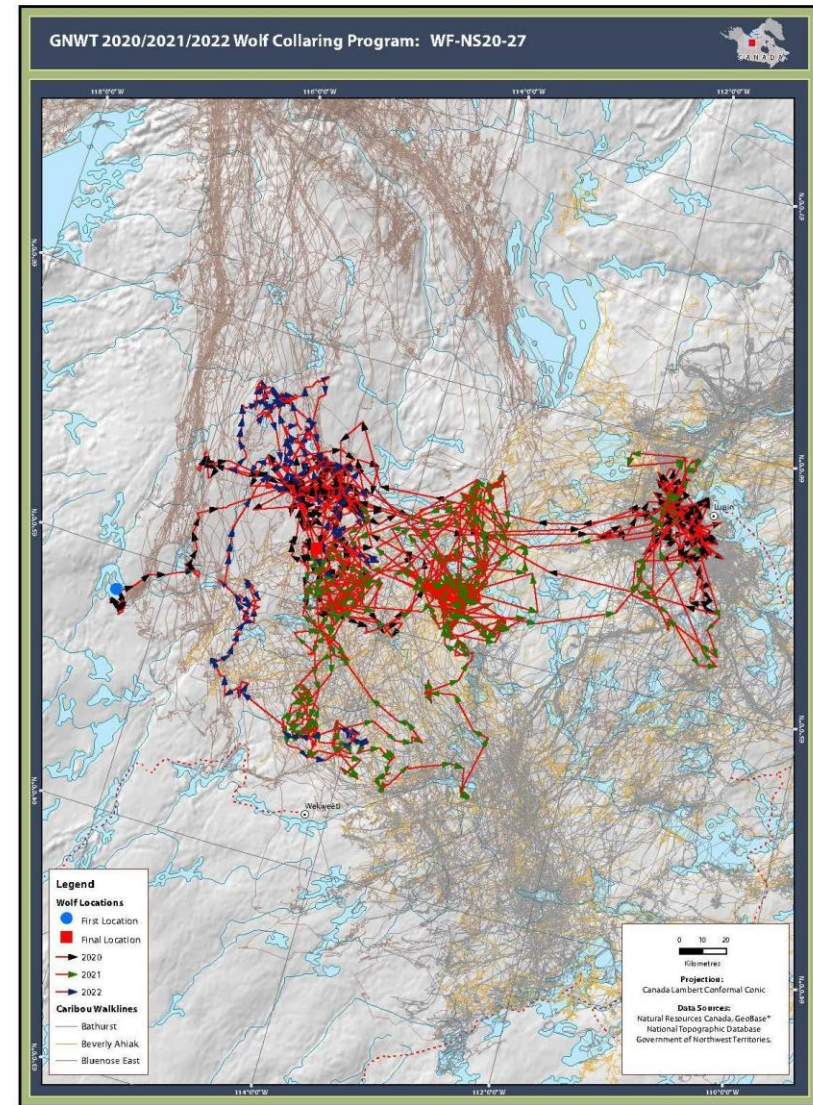 GNWT 2020/2021/2022 Wolf Collaring Program: WF-NS20-27
CANADA
116°0'0"W
114°0'0"W
112°0'0"W
Lupin
Wekweètì
Legend
Wolf Locations
First Location
Final Location
2020
2021
2022
Caribou Walklines
Bathurst
Beverly Ahiak
Bluenose East
0 10 20
Kilometres
Projection:
Canada Lambert Conformal Conic
Data Sources:
Natural Resources Canada, GeoBase®
National Topographic Database
Government of Northwest Territories.
114°0'0"W
112°0'0"W
110°0'0"W